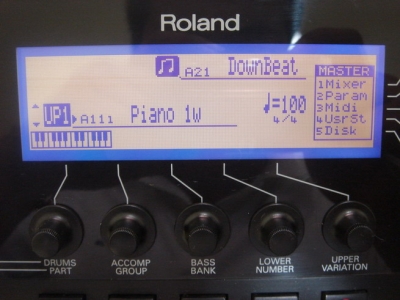 Roland
A21 DownBeat
MASTER
1Mixer
2Param
3Midi
4UsrSt
5Disk
UP1 A111 Piano 1w
♩=100
4/4
DRUMS
PART
ACCOMP
GROUP
BASS
BANK
LOWER
NUMBER
UPPER
VARIATION